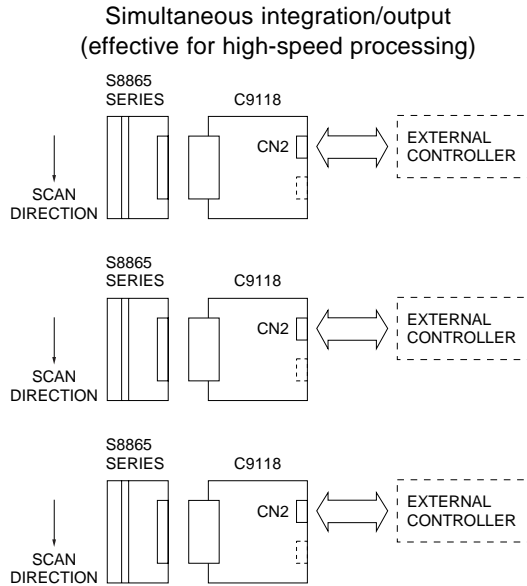 Simultaneous integration/output
(effective for high-speed processing)
S8865
SERIES
C9118
CN2
EXTERNAL
CONTROLLER
SCAN
DIRECTION
S8865
SERIES
C9118
CN2
EXTERNAL
CONTROLLER
SCAN
DIRECTION
S8865
SERIES
C9118
CN2
EXTERNAL
CONTROLLER
SCAN
DIRECTION